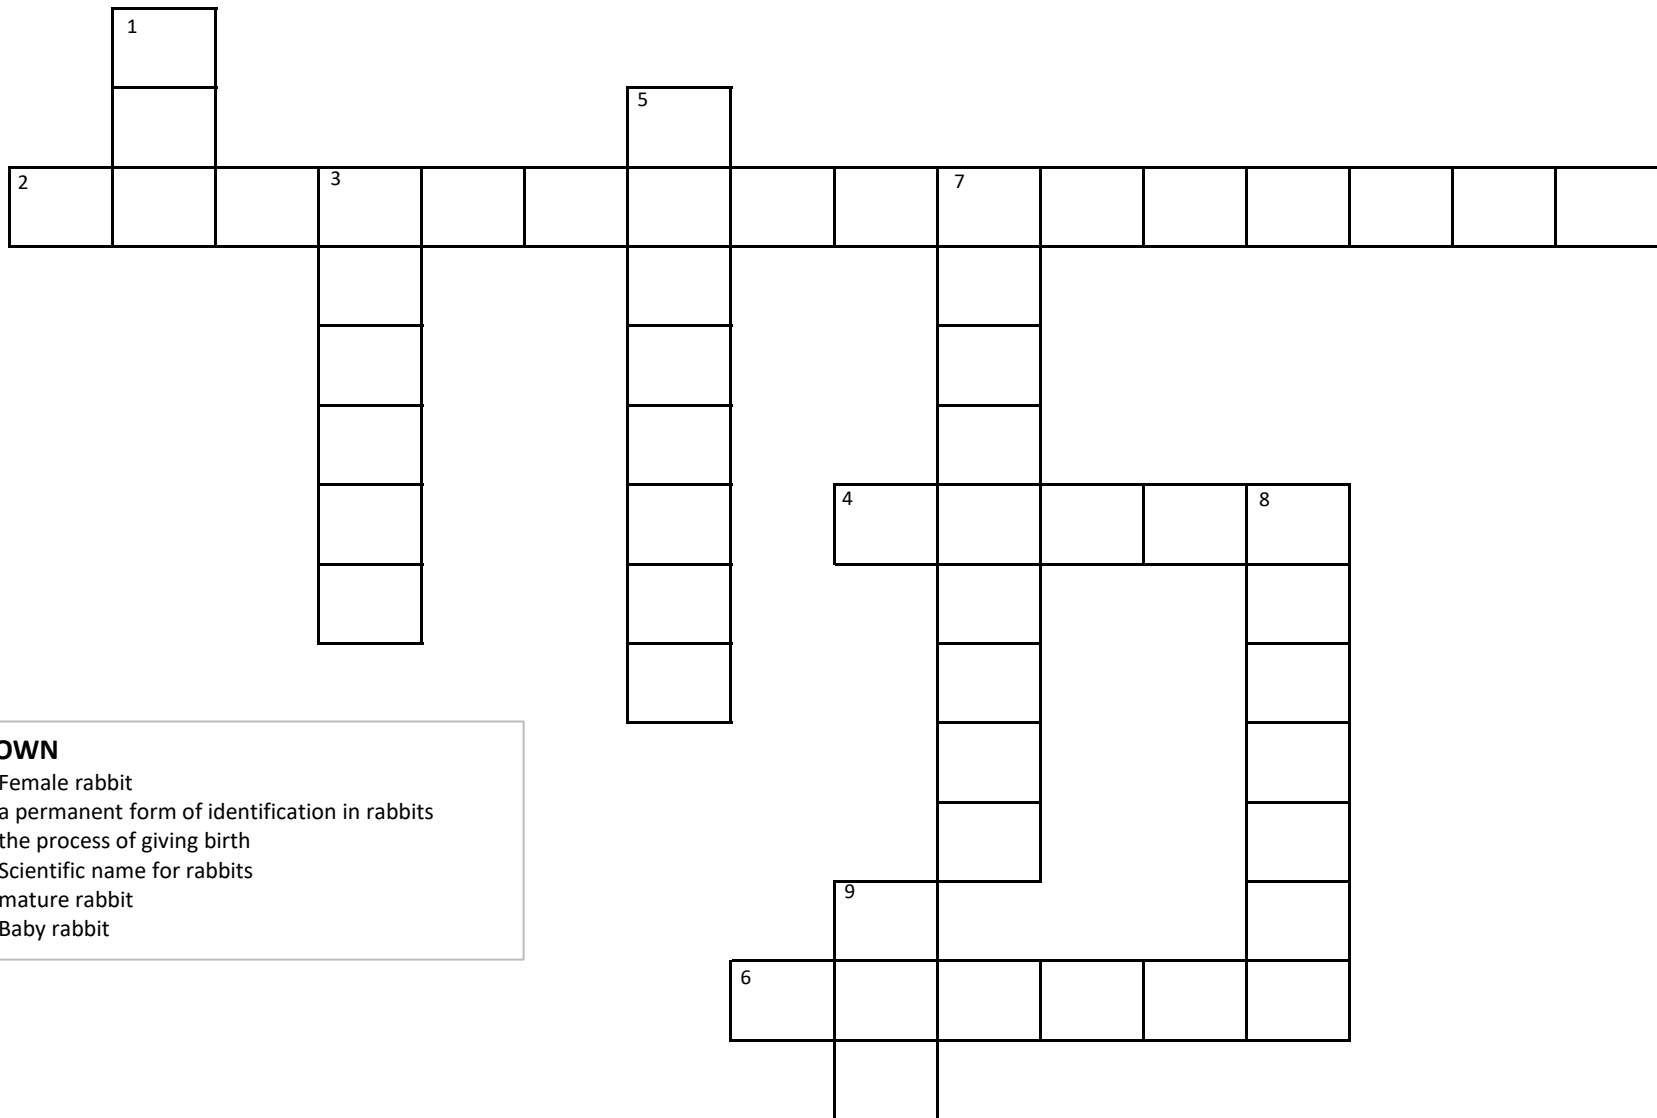 1
5
2 3 7
4 8
OWN
Female rabbit
a permanent form of identification in rabbits
the process of giving birth
Scientific name for rabbits
mature rabbit
Baby rabbit
9
6